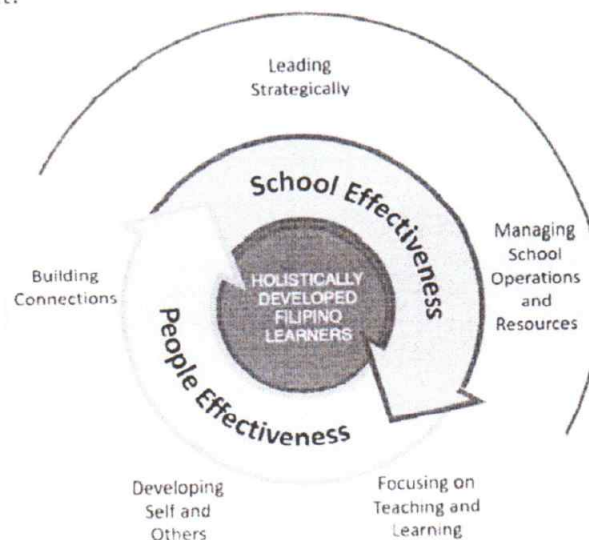 Leading
Strategically
School Effectiveness
Managing
School
Operations
and
Resources
HOLISTICALLY
DEVELOPED
FILIPINO
LEARNERS
Building
Connections
People Effectiveness
Developing
Self and
Others
Focusing on
Teaching and
Learning